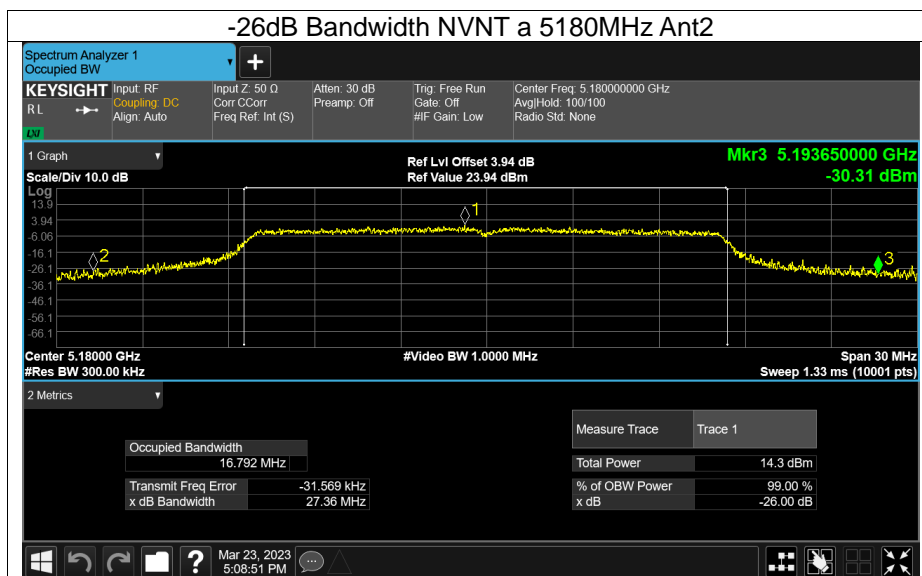 -26dB Bandwidth NVNT a 5180MHz Ant2
Spectrum Analyzer 1
Occupied BW
+
KEYSIGHT
RL
LXI
Input: RF
Coupling: DC
Align: Auto
Input Z: 50 Ω
Corr CCorr
Freq Ref: Int (S)
Atten: 30 dB
Preamp: Off
Trig: Free Run
Gate: Off
#IF Gain: Low
Center Freq: 5.180000000 GHz
Avg|Hold: 100/100
Radio Std: None
1 Graph
Scale/Div 10.0 dB
Ref Lvl Offset 3.94 dB
Ref Value 23.94 dBm
Mkr3 5.193650000 GHz
-30.31 dBm
Log
13.9
3.94
-6.06
-16.1
-26.1
-36.1
-46.1
-56.1
-66.1
1
2
3
Center 5.18000 GHz
#Res BW 300.00 kHz
#Video BW 1.0000 MHz
Span 30 MHz
Sweep 1.33 ms (10001 pts)
2 Metrics
Measure Trace Trace 1
Occupied Bandwidth
16.792 MHz
Total Power 14.3 dBm
Transmit Freq Error -31.569 kHz
% of OBW Power 99.00 %
x dB Bandwidth 27.36 MHz
x dB -26.00 dB
?
Mar 23, 2023
5:08:51 PM